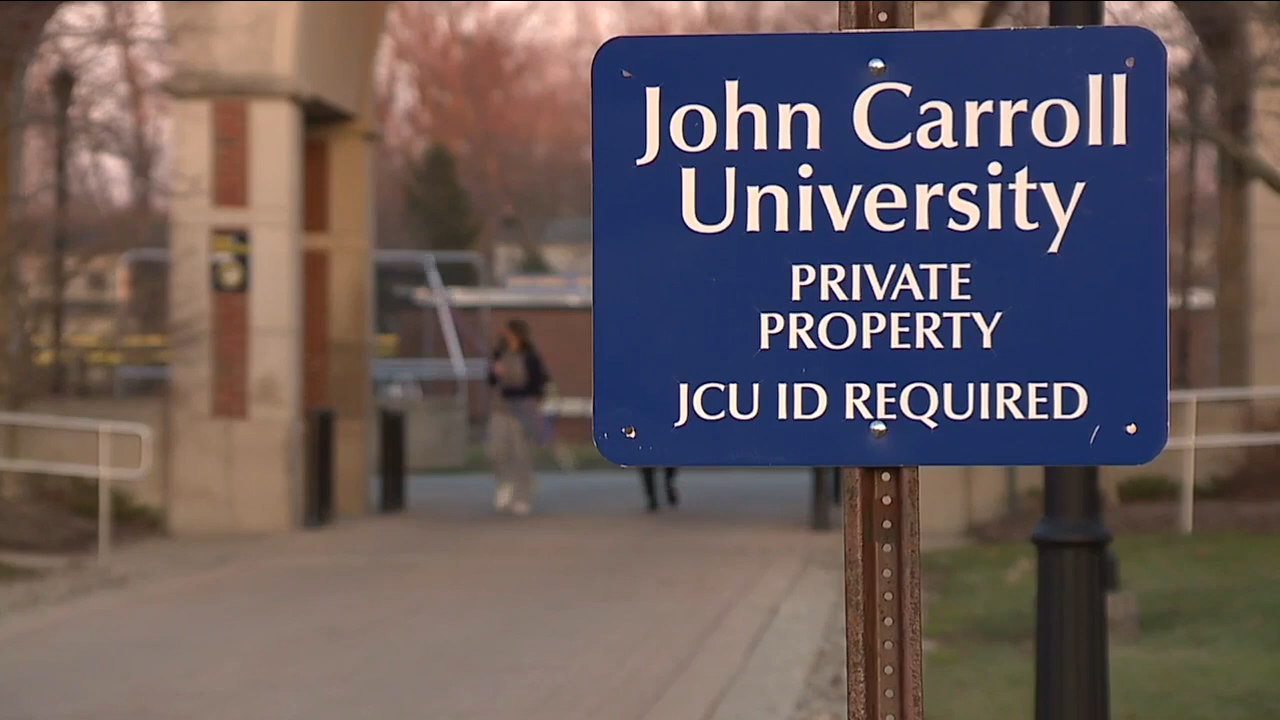 John Carroll
University
PRIVATE
PROPERTY
JCU ID REQUIRED